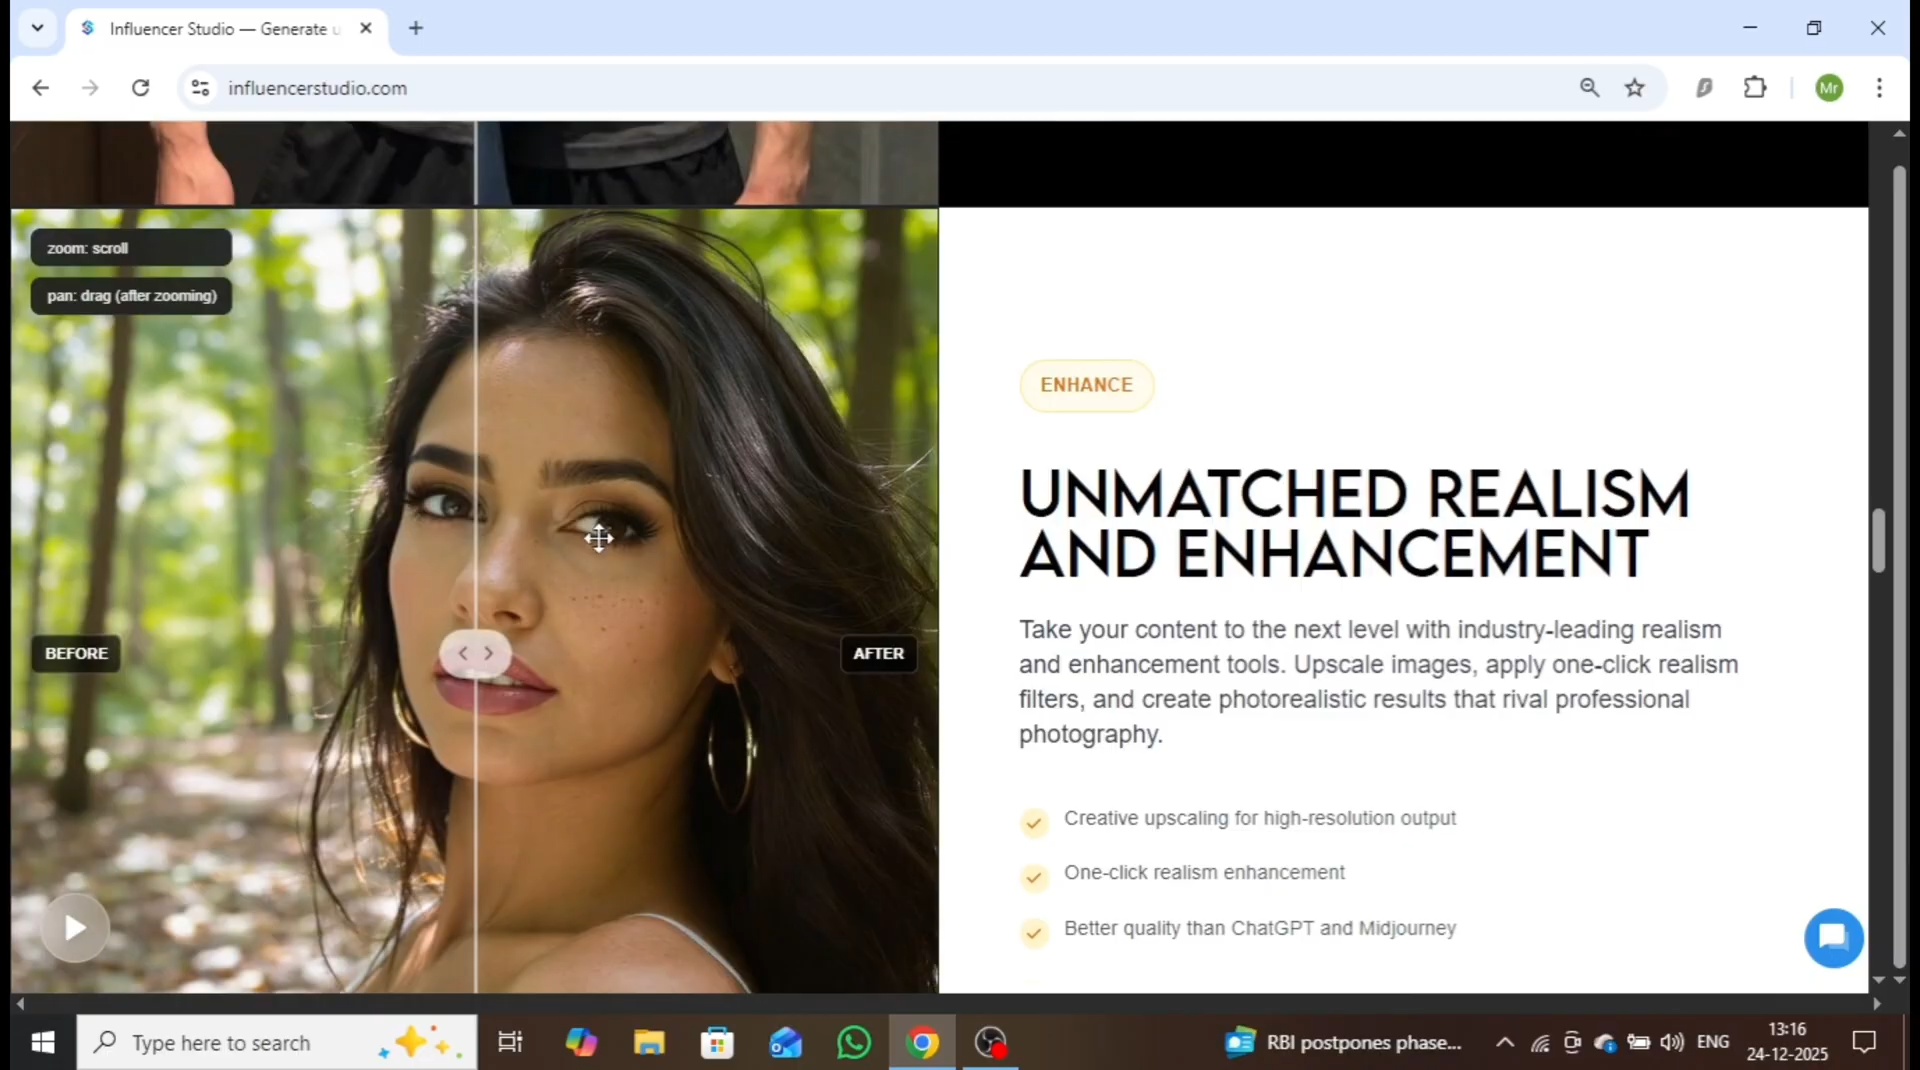 Influencer Studio — Generate u
influencerstudio.com
Mr
zoom: scroll
pan: drag (after zooming)
BEFORE
AFTER
ENHANCE
UNMATCHED REALISM
AND ENHANCEMENT
Take your content to the next level with industry-leading realism
and enhancement tools. Upscale images, apply one-click realism
filters, and create photorealistic results that rival professional
photography.
Creative upscaling for high-resolution output
One-click realism enhancement
Better quality than ChatGPT and Midjourney
Type here to search
RBI postpones phase...
ENG
13:16
24-12-2025